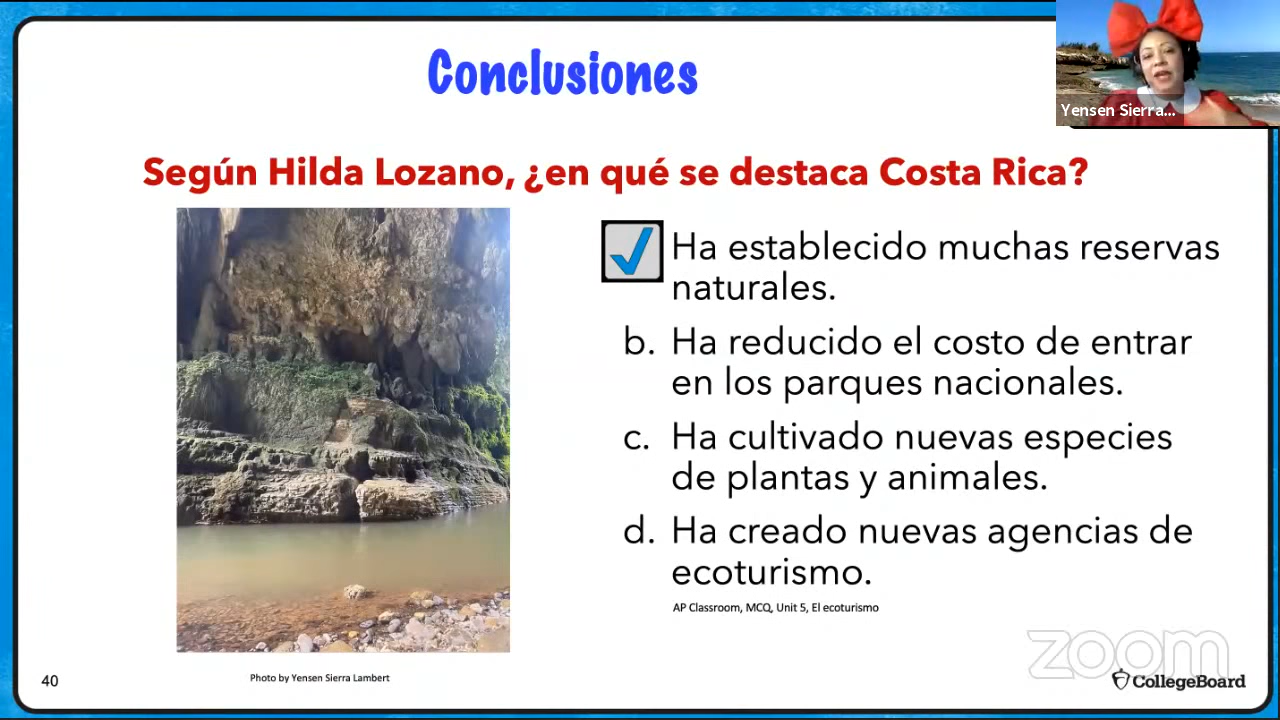 Conclusiones
Yensen Sierra...
Según Hilda Lozano, ¿en qué se destaca Costa Rica?
Ha establecido muchas reservas
naturales.
b. Ha reducido el costo de entrar
en los parques nacionales.
c. Ha cultivado nuevas especies
de plantas y animales.
d. Ha creado nuevas agencias de
ecoturismo.
AP Classroom, MCQ, Unit 5, El ecoturismo
zoom
40
Photo by Yensen Sierra Lambert
CollegeBoard